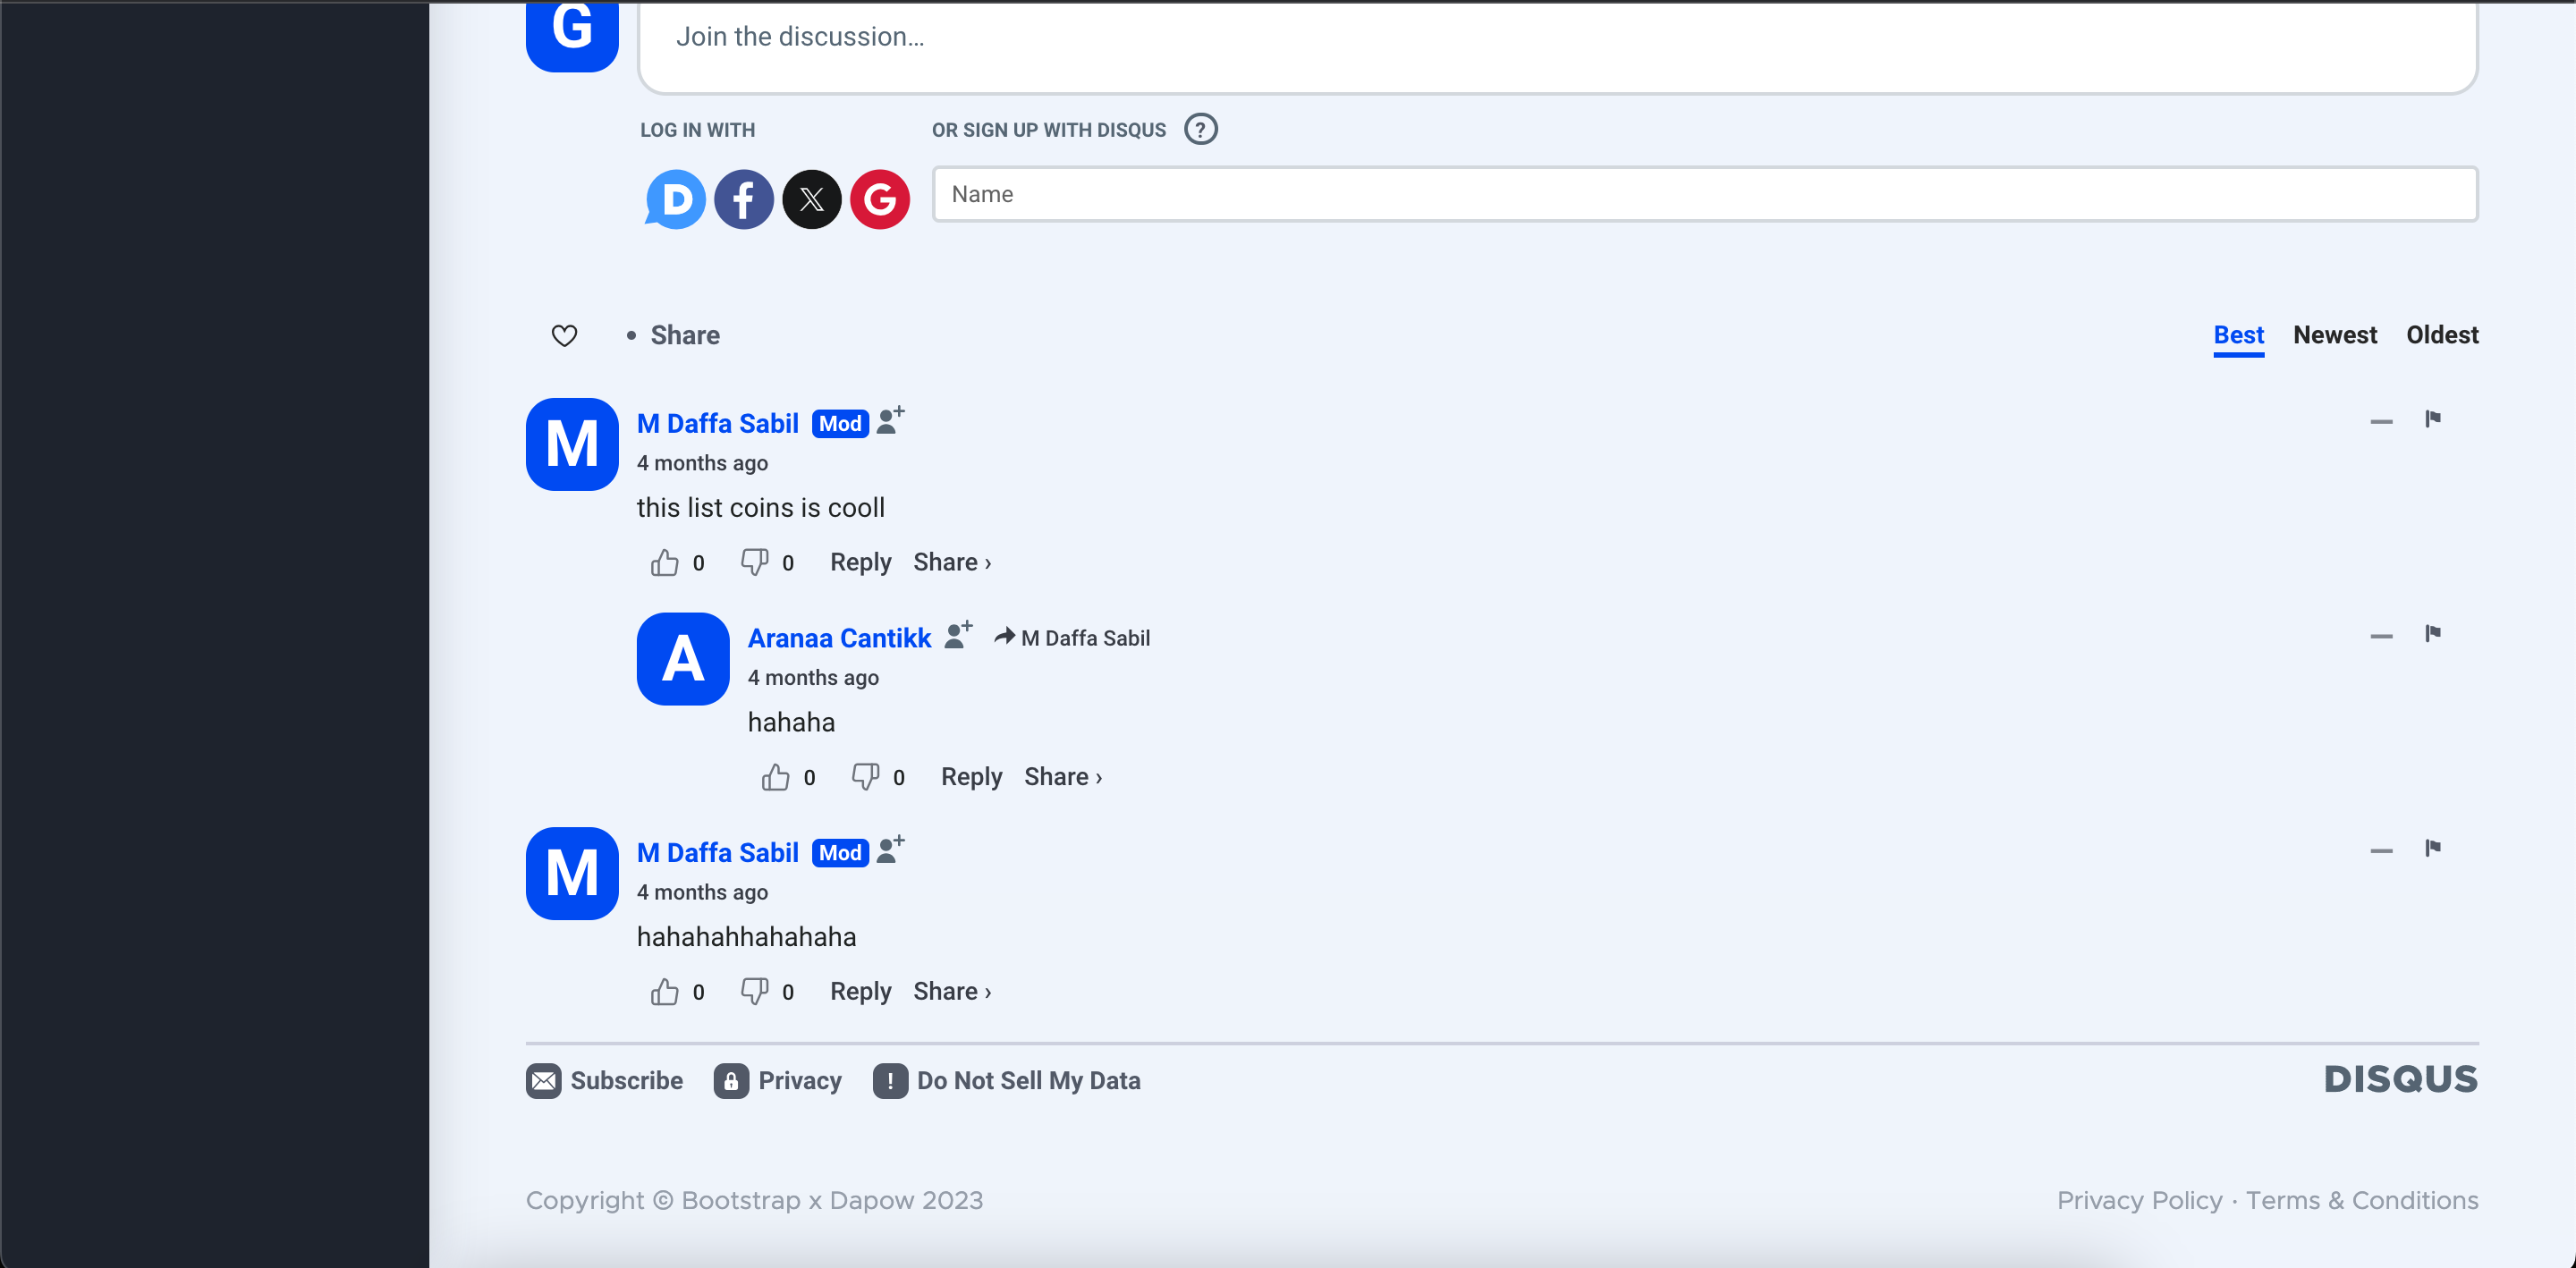 G
Join the discussion…
LOG IN WITH
OR SIGN UP WITH DISQUS ?
D f X G
Name
• Share
Best Newest Oldest
M
M Daffa Sabil Mod
4 months ago
this list coins is cooll
0 0 Reply Share ›
A
Aranaa Cantikk M Daffa Sabil
4 months ago
hahaha
0 0 Reply Share ›
M
M Daffa Sabil Mod
4 months ago
hahahahhahahaha
0 0 Reply Share ›
Subscribe Privacy ! Do Not Sell My Data
DISQUS
Copyright © Bootstrap x Dapow 2023
Privacy Policy · Terms & Conditions